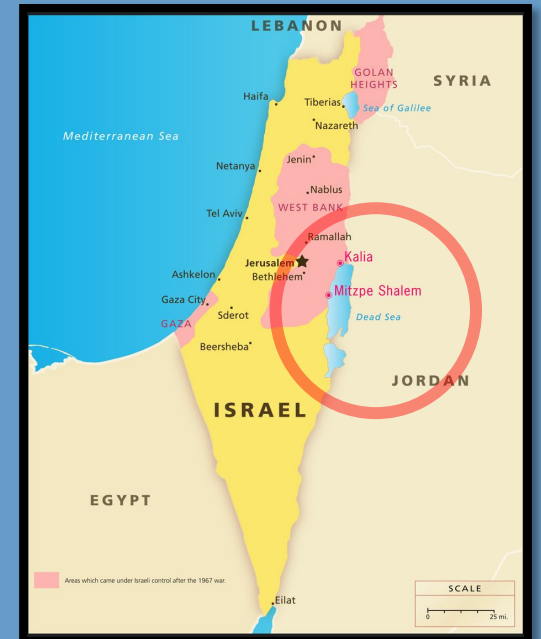 LEBANON
GOLAN
HEIGHTS
SYRIA
Haifa
Tiberias
Sea of Galilee
Nazareth
Mediterranean Sea
Jenin
Netanya
Nablus
WEST BANK
Tel Aviv
Ramallah
Jerusalem
Kalia
Bethlehem
Ashkelon
Mitzpe Shalem
Gaza City
Sderot
Dead Sea
GAZA
Beersheba
JORDAN
ISRAEL
EGYPT
Areas which came under Israeli control after the 1967 war.
SCALE
0 25 mi.
Eilat